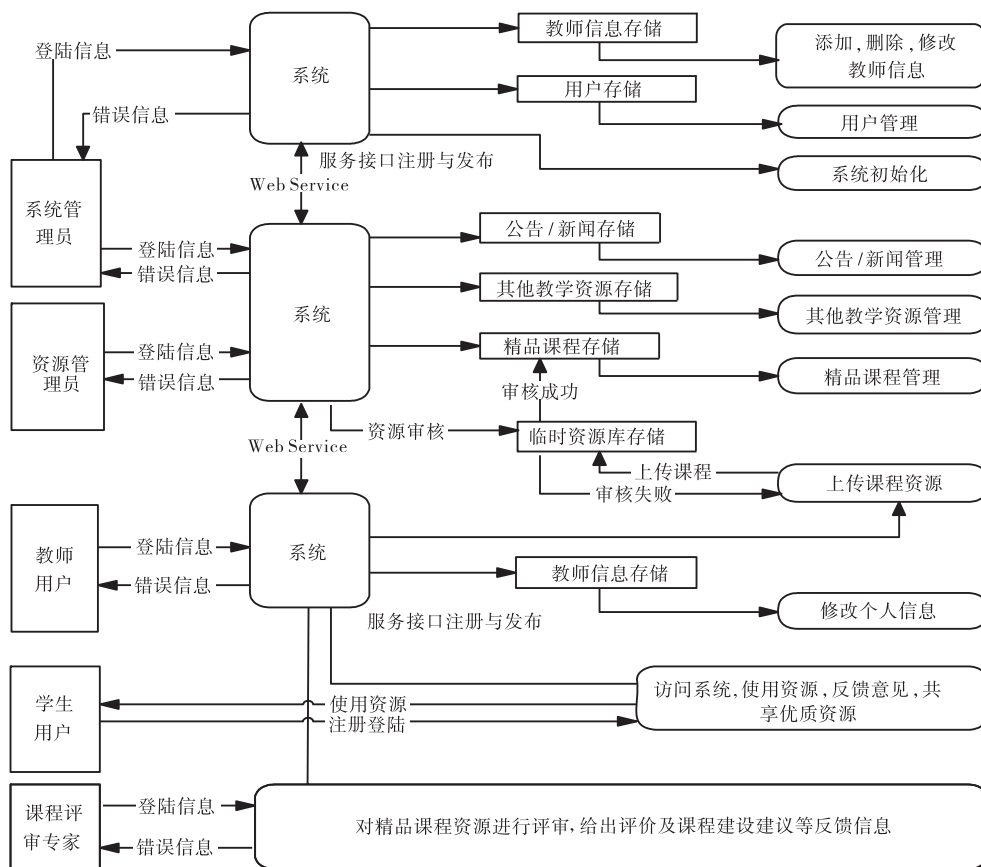 登陆信息
错误信息
系统管
理员
系统
教师信息存储
添加,删除,修改
教师信息
用户存储
用户管理
服务接口注册与发布
系统初始化
Web Service
登陆信息
错误信息
系统
公告/新闻存储
公告/新闻管理
其他教学资源存储
其他教学资源管理
精品课程存储
精品课程管理
资源管
理员
登陆信息
错误信息
审核成功
资源审核
临时资源库存储
Web Service
上传课程
审核失败
上传课程资源
教师
用户
登陆信息
错误信息
系统
教师信息存储
修改个人信息
服务接口注册与发布
学生
用户
使用资源
注册登陆
访问系统,使用资源,反馈意见,共
享优质资源
课程评
审专家
登陆信息
错误信息
对精品课程资源进行评审,给出评价及课程建设建议等反馈信息